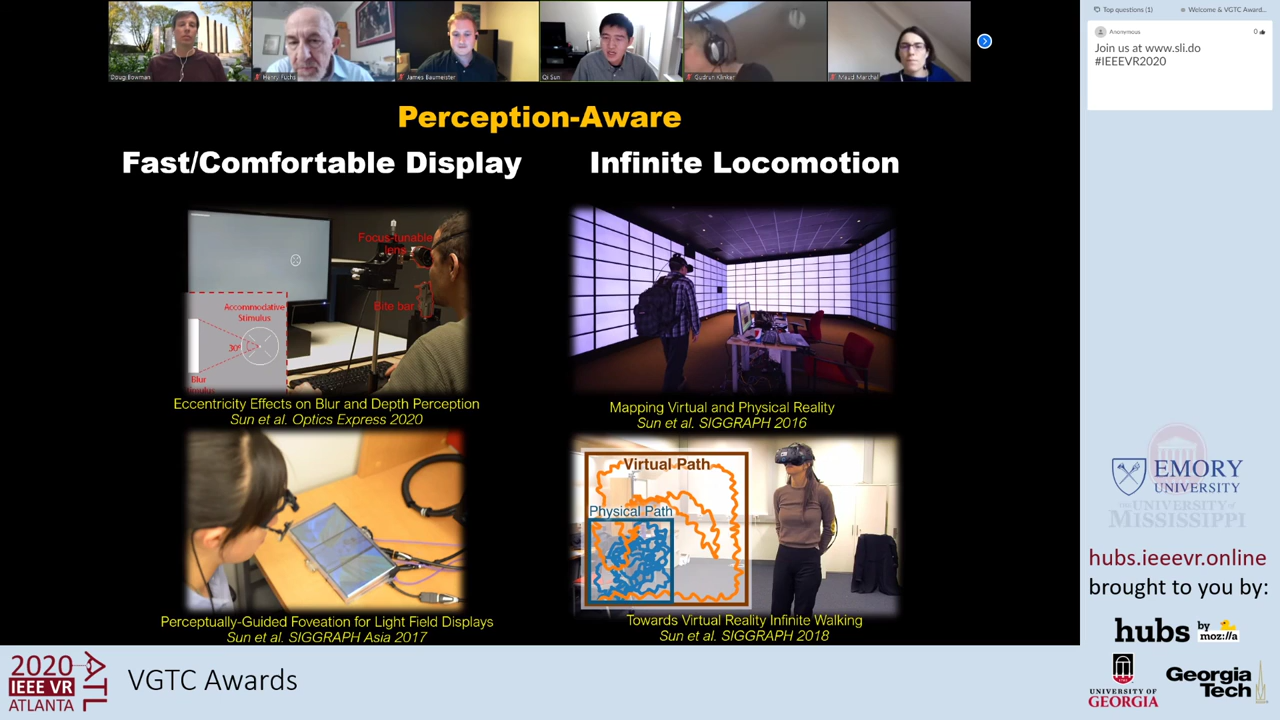 Doug Bowman
Henry Fuchs
James Baumeister
Qi Sun
Gudrun Klinker
Maud Marchal
Top questions (1)
Welcome & VGTC Award...
Anonymous
0
Join us at www.sli.do
#IEEEVR2020
Perception-Aware
Fast/Comfortable Display
Infinite Locomotion
Focus-tunable
lens
Bite bar
Accommodative
Stimulus
30°
Blur
Stimulus
Eccentricity Effects on Blur and Depth Perception
Sun et al. Optics Express 2020
Mapping Virtual and Physical Reality
Sun et al. SIGGRAPH 2016
Virtual Path
Physical Path
Perceptually-Guided Foveation for Light Field Displays
Sun et al. SIGGRAPH Asia 2017
Towards Virtual Reality Infinite Walking
Sun et al. SIGGRAPH 2018
EMORY
UNIVERSITY
UNIVERSITY OF
MISSISSIPPI
hubs.ieeevr.online
brought to you by:
hubs by
moz://a
UNIVERSITY OF
GEORGIA
Georgia
Tech
2020
IEEE VR
ATLANTA
ATL
VGTC Awards